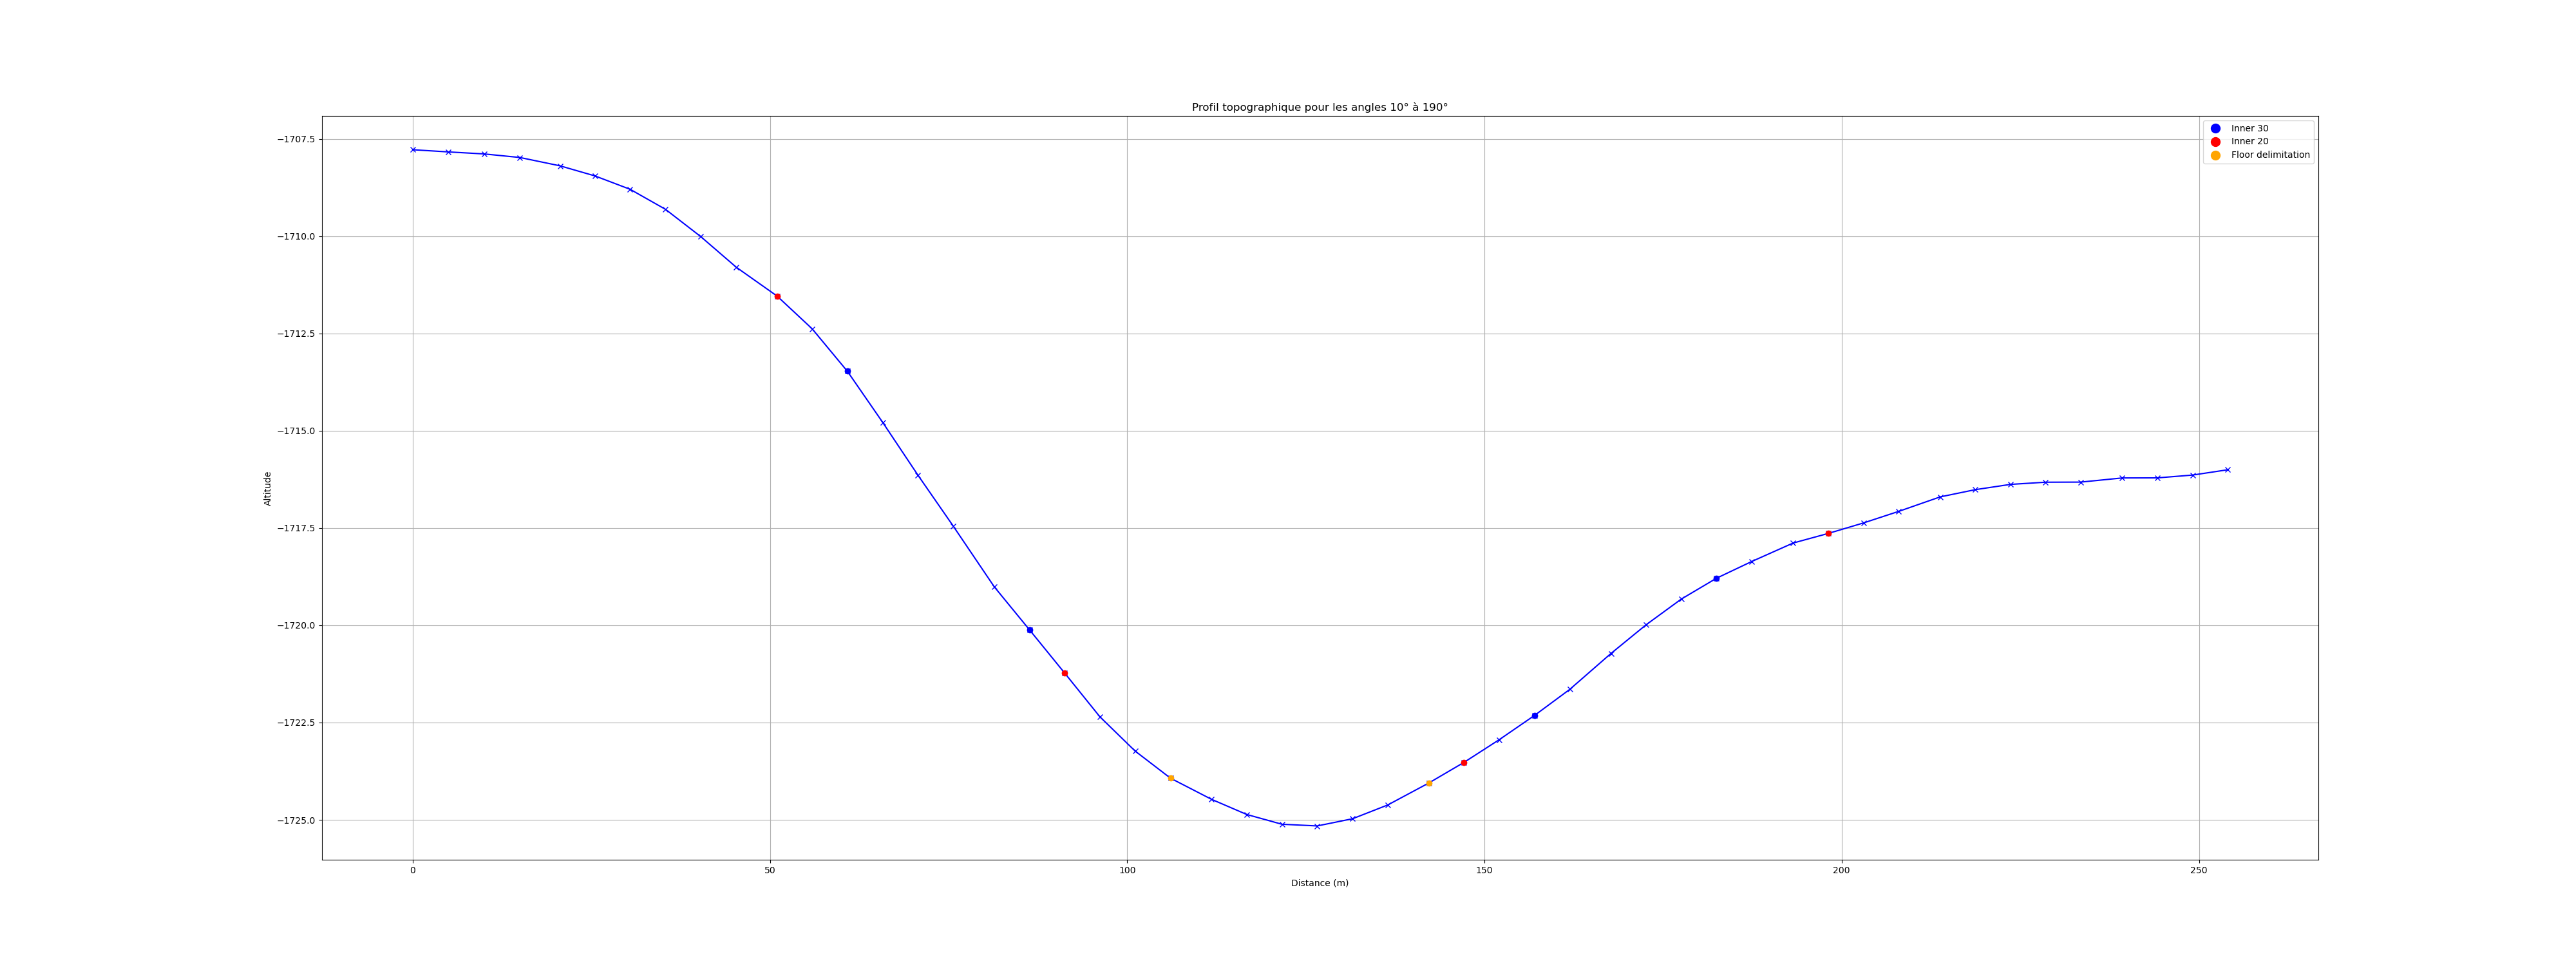 Profil topographique pour les angles 10° à 190°
Inner 30
Inner 20
Floor delimitation
−1707.5
−1710.0
−1712.5
−1715.0
−1717.5
−1720.0
−1722.5
−1725.0
Altitude
0 50 100 150 200 250
Distance (m)